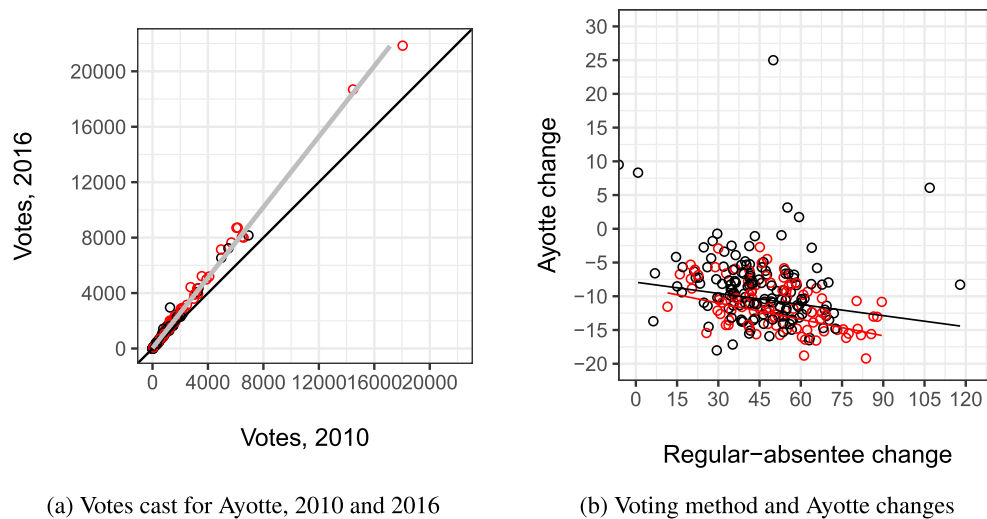 Votes, 2016
20000
16000
12000
8000
4000
0
0 4000 8000 12000 16000 20000
Votes, 2010
(a) Votes cast for Ayotte, 2010 and 2016
Ayotte change
30
25
20
15
10
5
0
−5
−10
−15
−20
0 15 30 45 60 75 90 105 120
Regular−absentee change
(b) Voting method and Ayotte changes